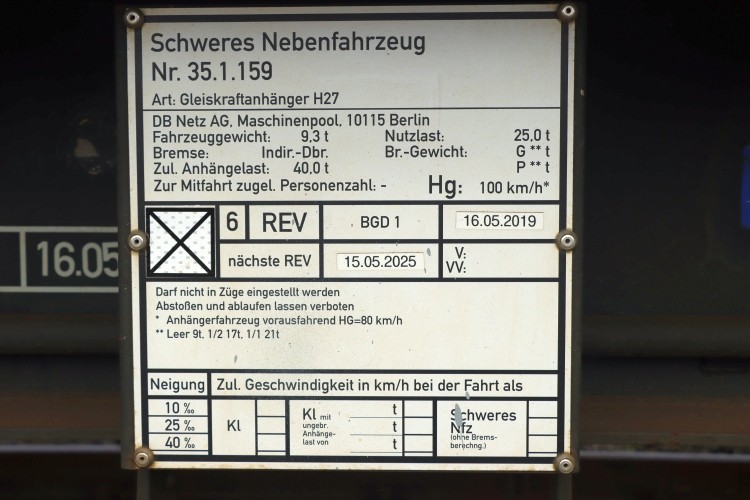 Schweres Nebenfahrzeug
Nr. 35.1.159
Art: Gleiskraftanhänger H27
DB Netz AG, Maschinenpool, 10115 Berlin
Fahrzeuggewicht: 9,3 t Nutzlast: 25,0 t
Bremse: Indir.-Dbr. Br.-Gewicht: G ** t
Zul. Anhängelast: 40,0 t P ** t
Zur Mitfahrt zugel. Personenzahl: - Hg: 100 km/h*
6 REV BGD 1 16.05.2019
nächste REV 15.05.2025 V:
VV:
16.05
Darf nicht in Züge eingestellt werden
Abstoßen und ablaufen lassen verboten
* Anhängerfahrzeug vorausfahrend HG=80 km/h
** Leer 9t, 1/2 17t, 1/1 21t
Neigung Zul. Geschwindigkeit in km/h bei der Fahrt als
10 ‰
25 ‰
40 ‰
Kl
Kl mit t
ungebr. t
Anhänge-
last von t
Schweres
Nfz
(ohne Brems-
berechng.)